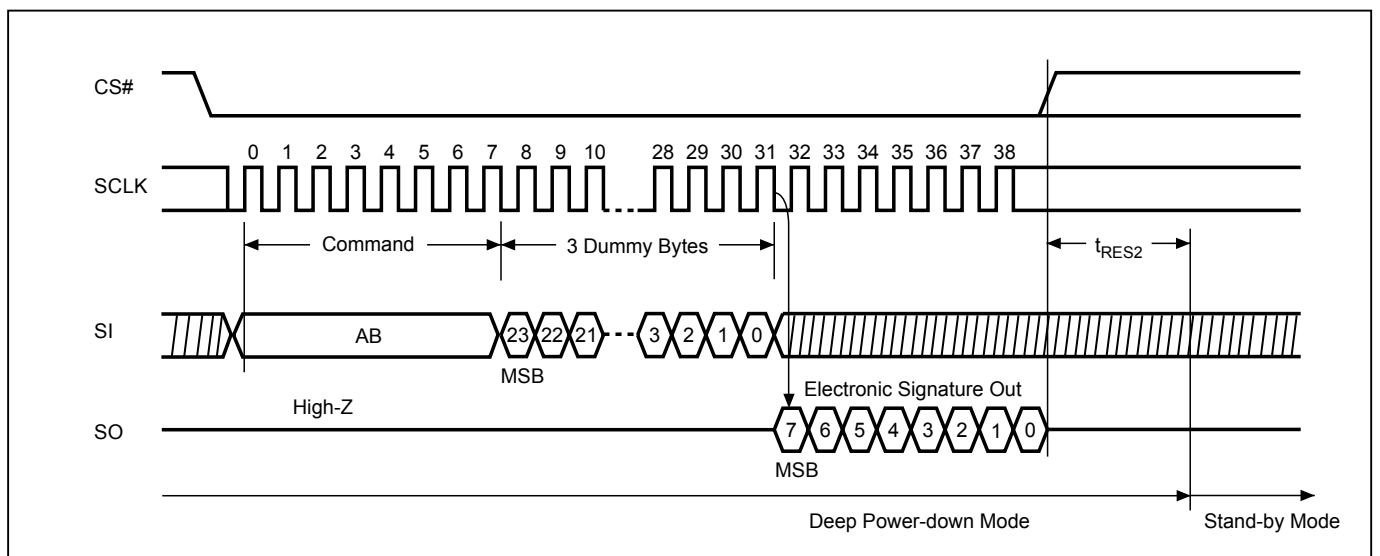 CS#
0 1 2 3 4 5 6 7 8 9 10 28 29 30 31 32 33 34 35 36 37 38
SCLK
Command 3 Dummy Bytes tRES2
SI AB 23 22 21 3 2 1 0
MSB
Electronic Signature Out
High-Z
SO 7 6 5 4 3 2 1 0
MSB
Deep Power-down Mode Stand-by Mode